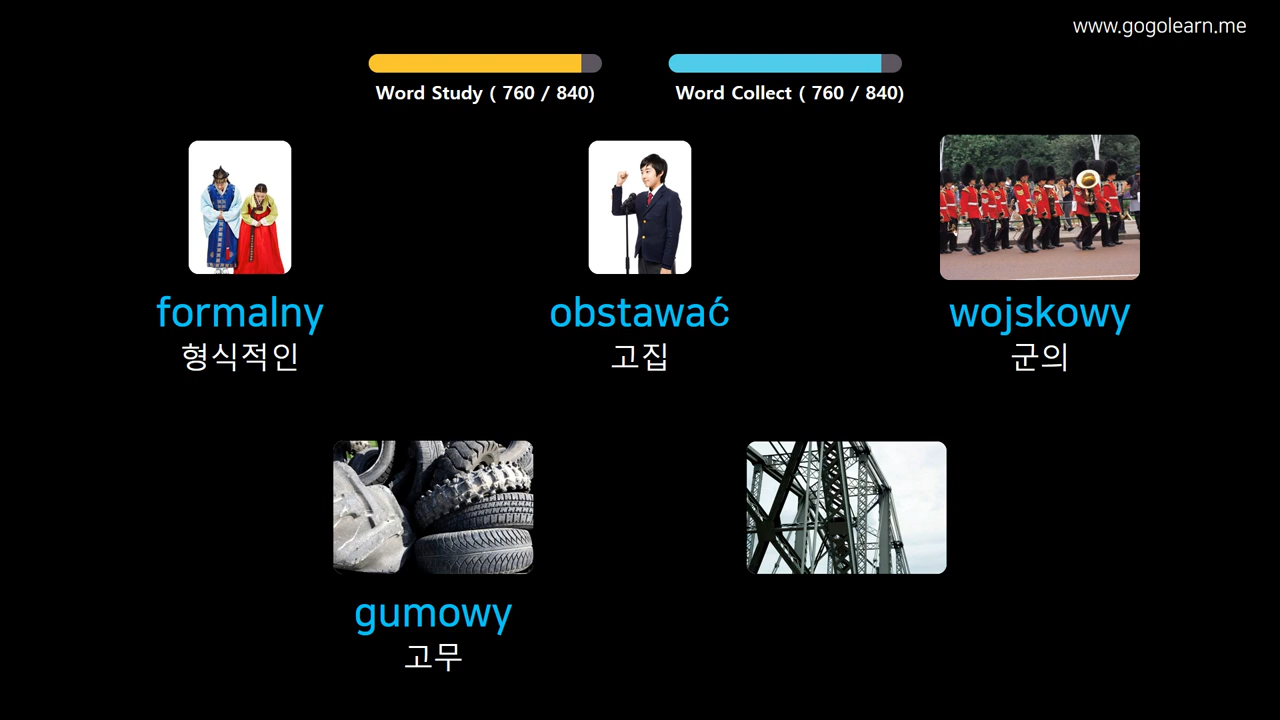 www.gogolearn.me
Word Study ( 760 / 840)
Word Collect ( 760 / 840)
formalny
형식적인
obstawać
고집
wojskowy
군의
gumowy
고무